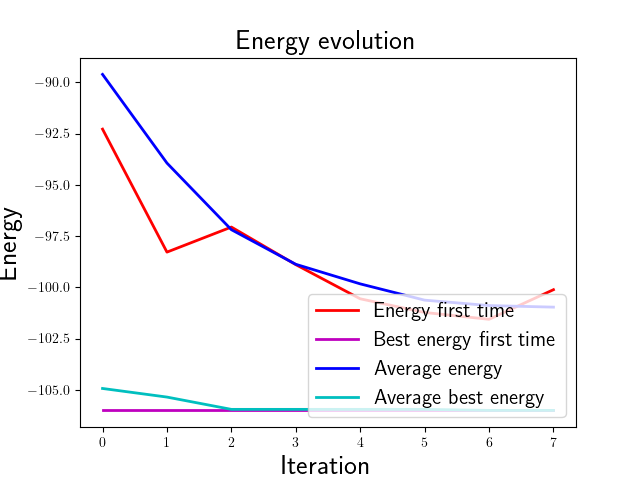 Energy evolution
Energy
−90.0
−92.5
−95.0
−97.5
−100.0
−102.5
−105.0
Energy first time
Best energy first time
Average energy
Average best energy
0 1 2 3 4 5 6 7
Iteration